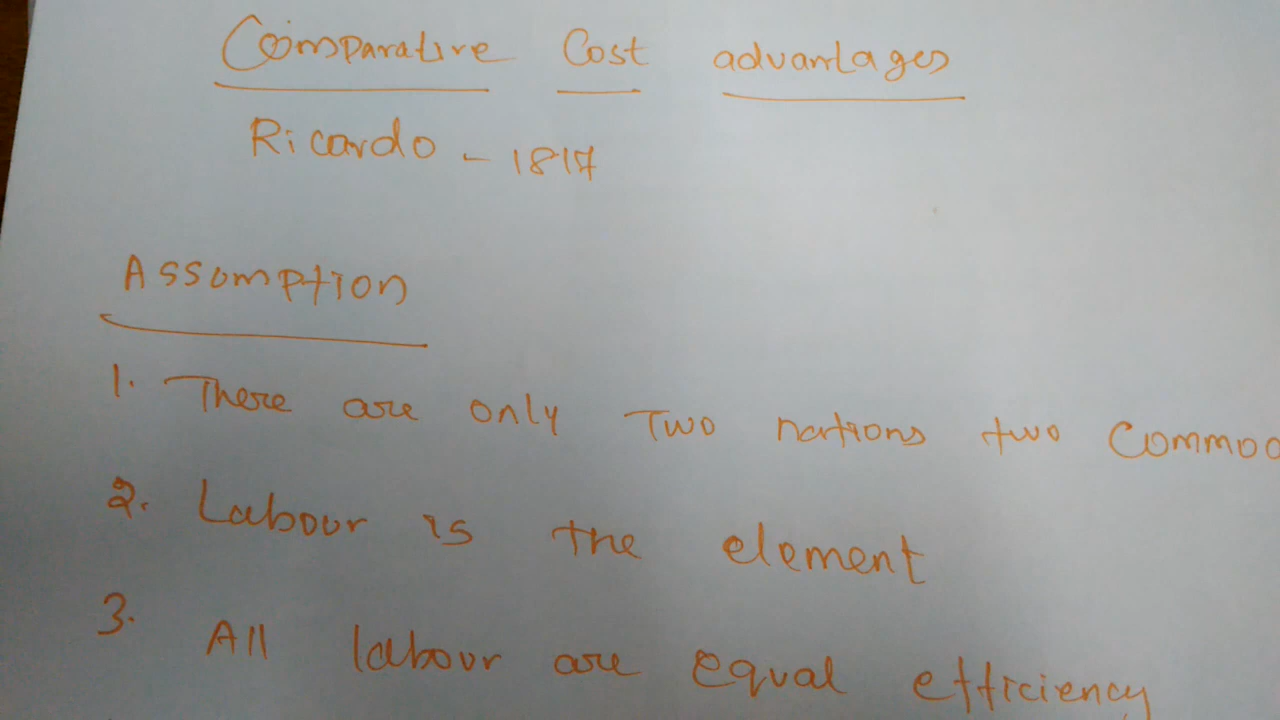 Comparative Cost advantages
Ricardo - 1817
Assumption
1. There are only Two nations two Commod
2. Labour is the element
3. All labour are equal efficiency